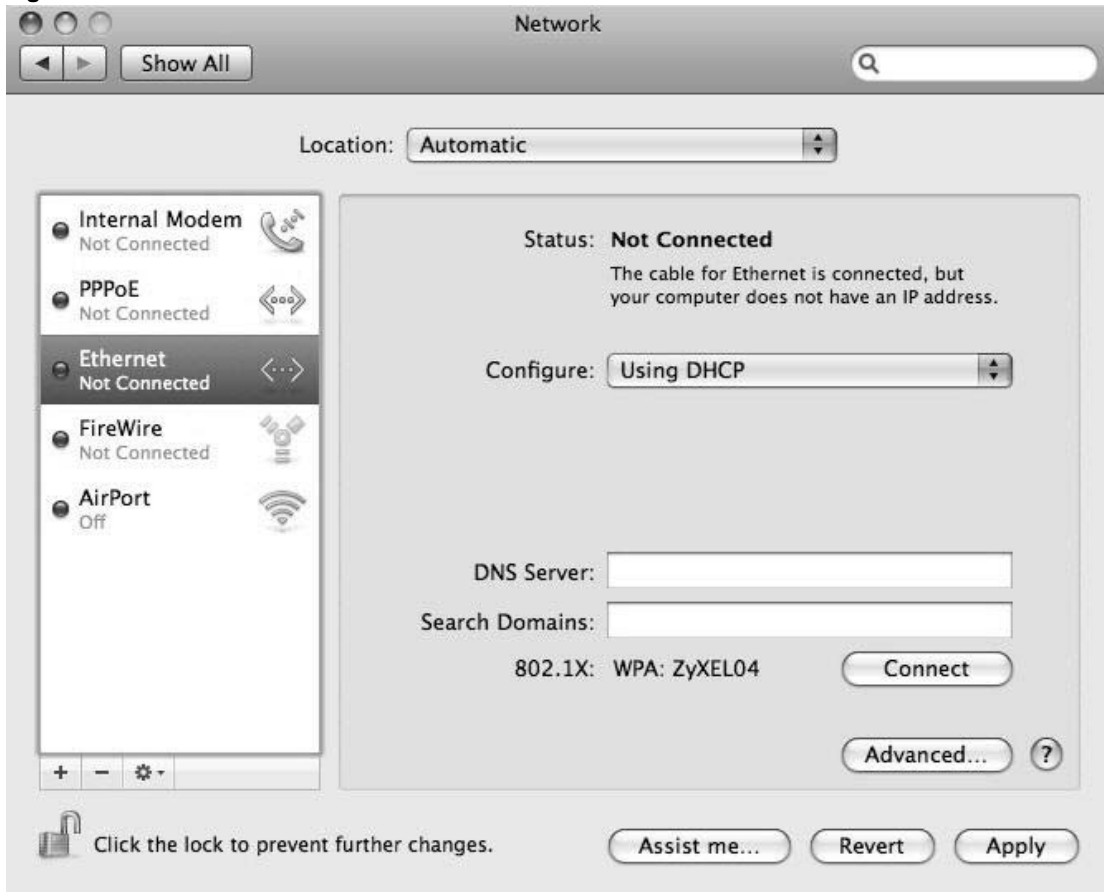 Network
Show All
Location: Automatic
Internal Modem
Not Connected
PPPoE
Not Connected
Ethernet
Not Connected
FireWire
Not Connected
AirPort
Off
Status: Not Connected
The cable for Ethernet is connected, but
your computer does not have an IP address.
Configure: Using DHCP
DNS Server:
Search Domains:
802.1X: WPA: ZyXEL04 Connect
Advanced... ?
+ −
Click the lock to prevent further changes.
Assist me... Revert Apply